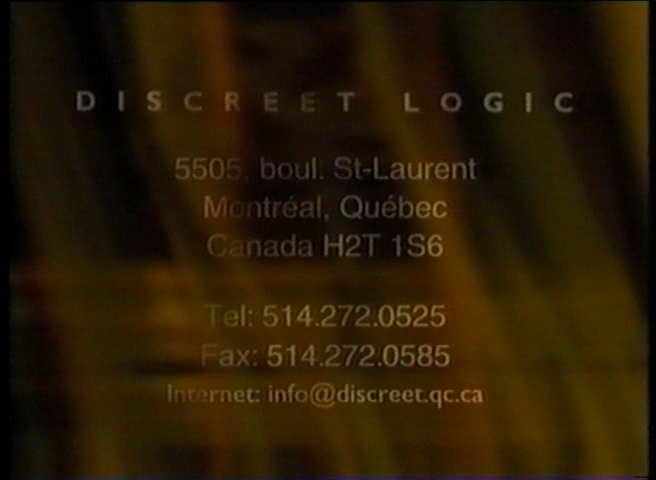 DISCREET LOGIC
5505, boul. St-Laurent
Montréal, Québec
Canada H2T 1S6
Tel: 514.272.0525
Fax: 514.272.0585
Internet: info@discreet.qc.ca